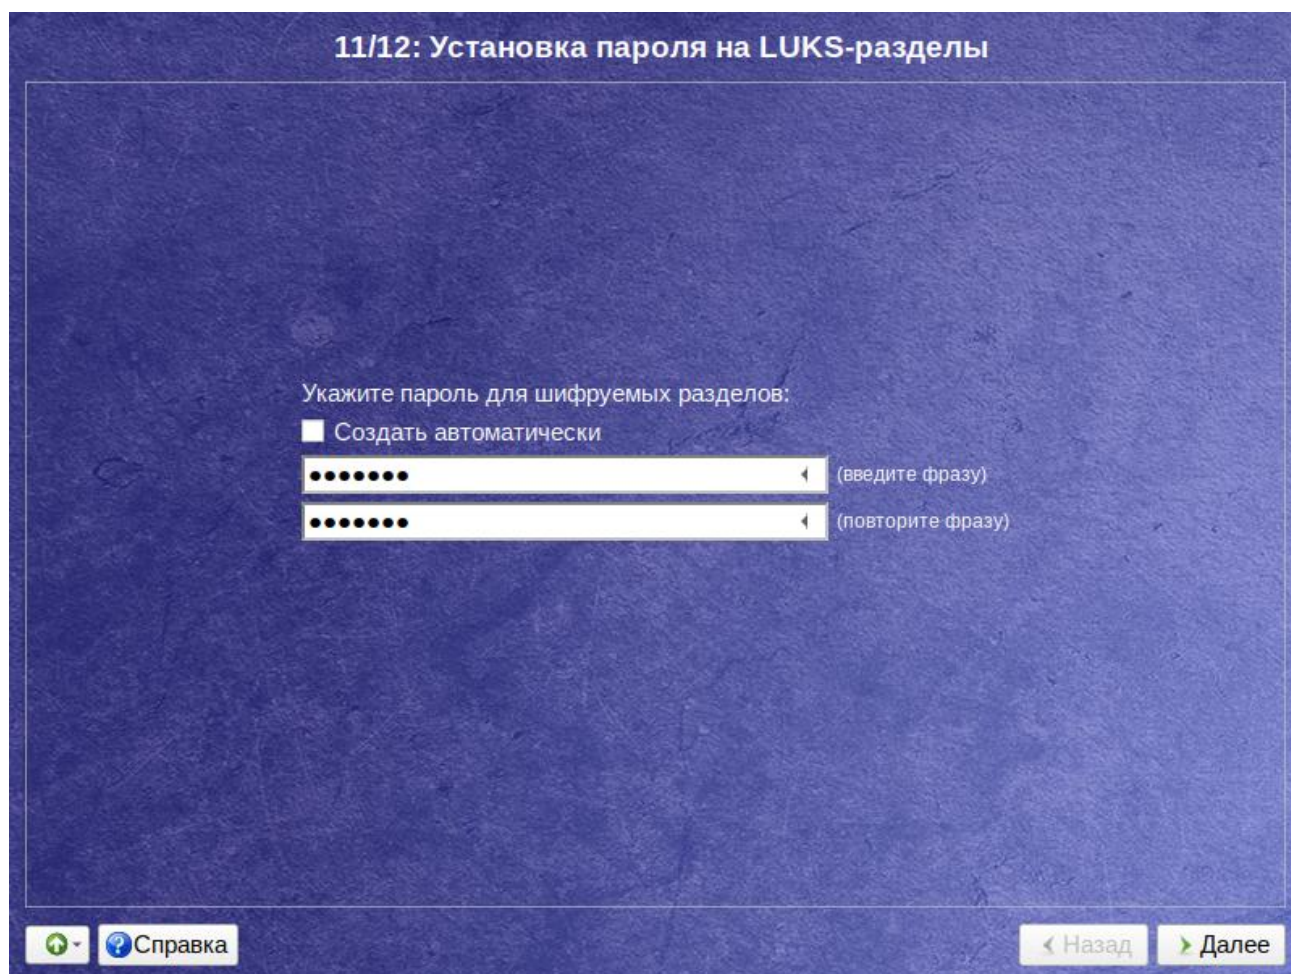 11/12: Установка пароля на LUKS-разделы
Укажите пароль для шифруемых разделов:
Создать автоматически
••••••• (введите фразу)
••••••• (повторите фразу)
Справка
Назад
Далее